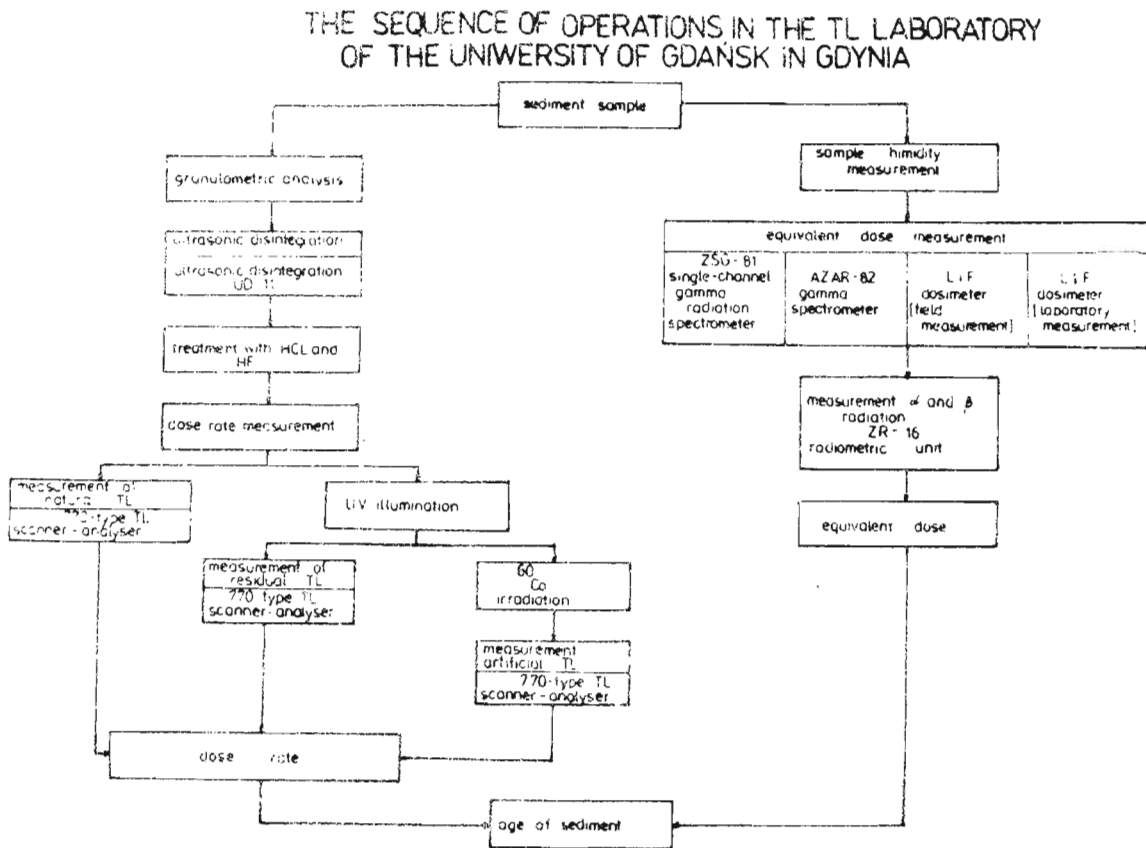 THE SEQUENCE OF OPERATIONS IN THE TL LABORATORY
OF THE UNIWERSITY OF GDAŃSK IN GDYNIA
sediment sample
granulometric analysis
ultrasonic disintegration
ultrasonic disintegration
UD 11
treatment with HCL and
HF
dose rate measurement
measurement of
natural TL
770-type TL
scanner-analyser
UV illumination
measurement of
residual TL
770 type TL
scanner-analyser
60
Co
irradiation
measurement
artificial TL
770-type TL
scanner-analyser
dose rate
sample himidity
measurement
equivalent dose measurement
ZSG-81
single-channel
gamma
radiation
spectrometer
AZAR-82
gamma
spectrometer
LiF
dosimeter
[field
measurement]
LiF
dosimeter
[laboratory
measurement]
measurement α and β
radiation
ZR-16
radiometric unit
equivalent dose
age of sediment